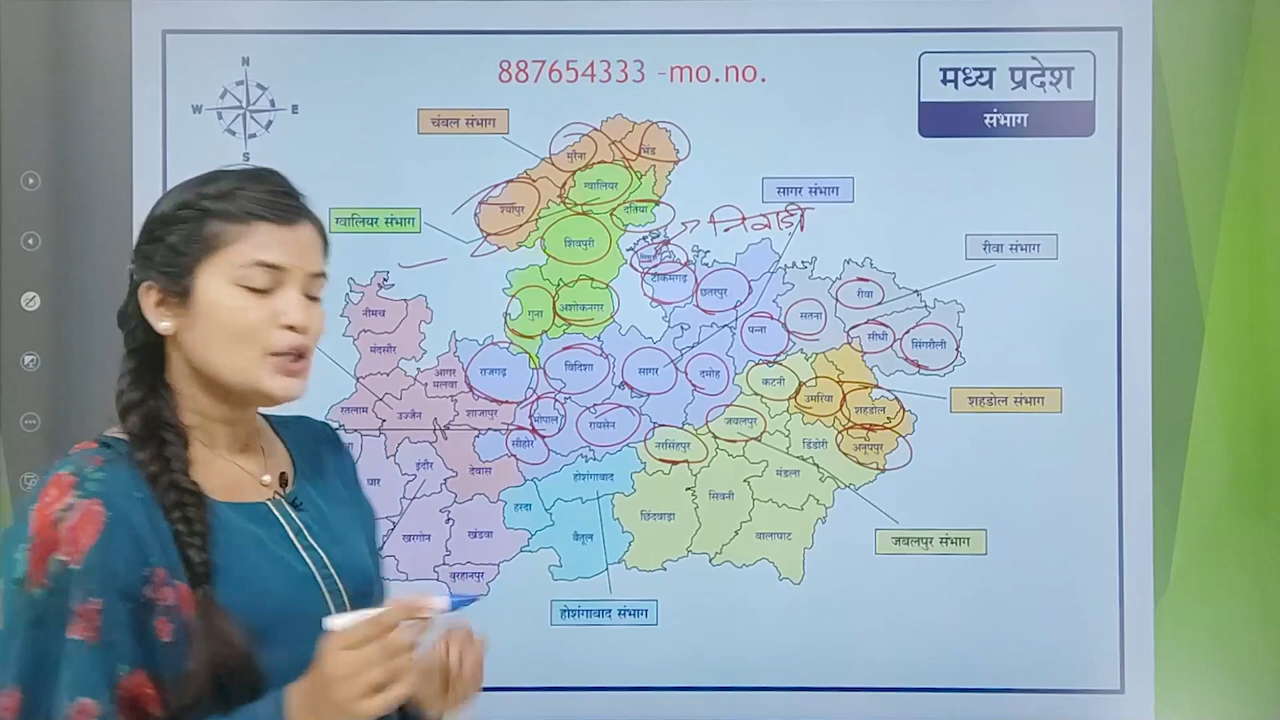 887654333 -mo.no.
मध्य प्रदेश
संभाग
N
W
E
S
चंबल संभाग
मुरैना
भिंड
ग्वालियर
श्योपुर
दतिया
सागर संभाग
ग्वालियर संभाग
निवाड़ी
शिवपुरी
रीवा संभाग
टीकमगढ़
छतरपुर
रीवा
नीमच
गुना
अशोकनगर
सतना
पन्ना
सीधी
सिंगरौली
मंदसौर
आगर
मलवा
राजगढ़
विदिशा
सागर
दमोह
कटनी
उमरिया
शहडोल
शहडोल संभाग
रतलाम
उज्जैन
शाजापुर
भोपाल
रायसेन
जबलपुर
सीहोर
नरसिंहपुर
डिंडोरी
अनूपपुर
इंदौर
देवास
होशंगाबाद
मंडला
धार
हरदा
छिंदवाड़ा
सिवनी
खरगोन
खंडवा
बैतूल
बालाघाट
जबलपुर संभाग
बुरहानपुर
होशंगाबाद संभाग